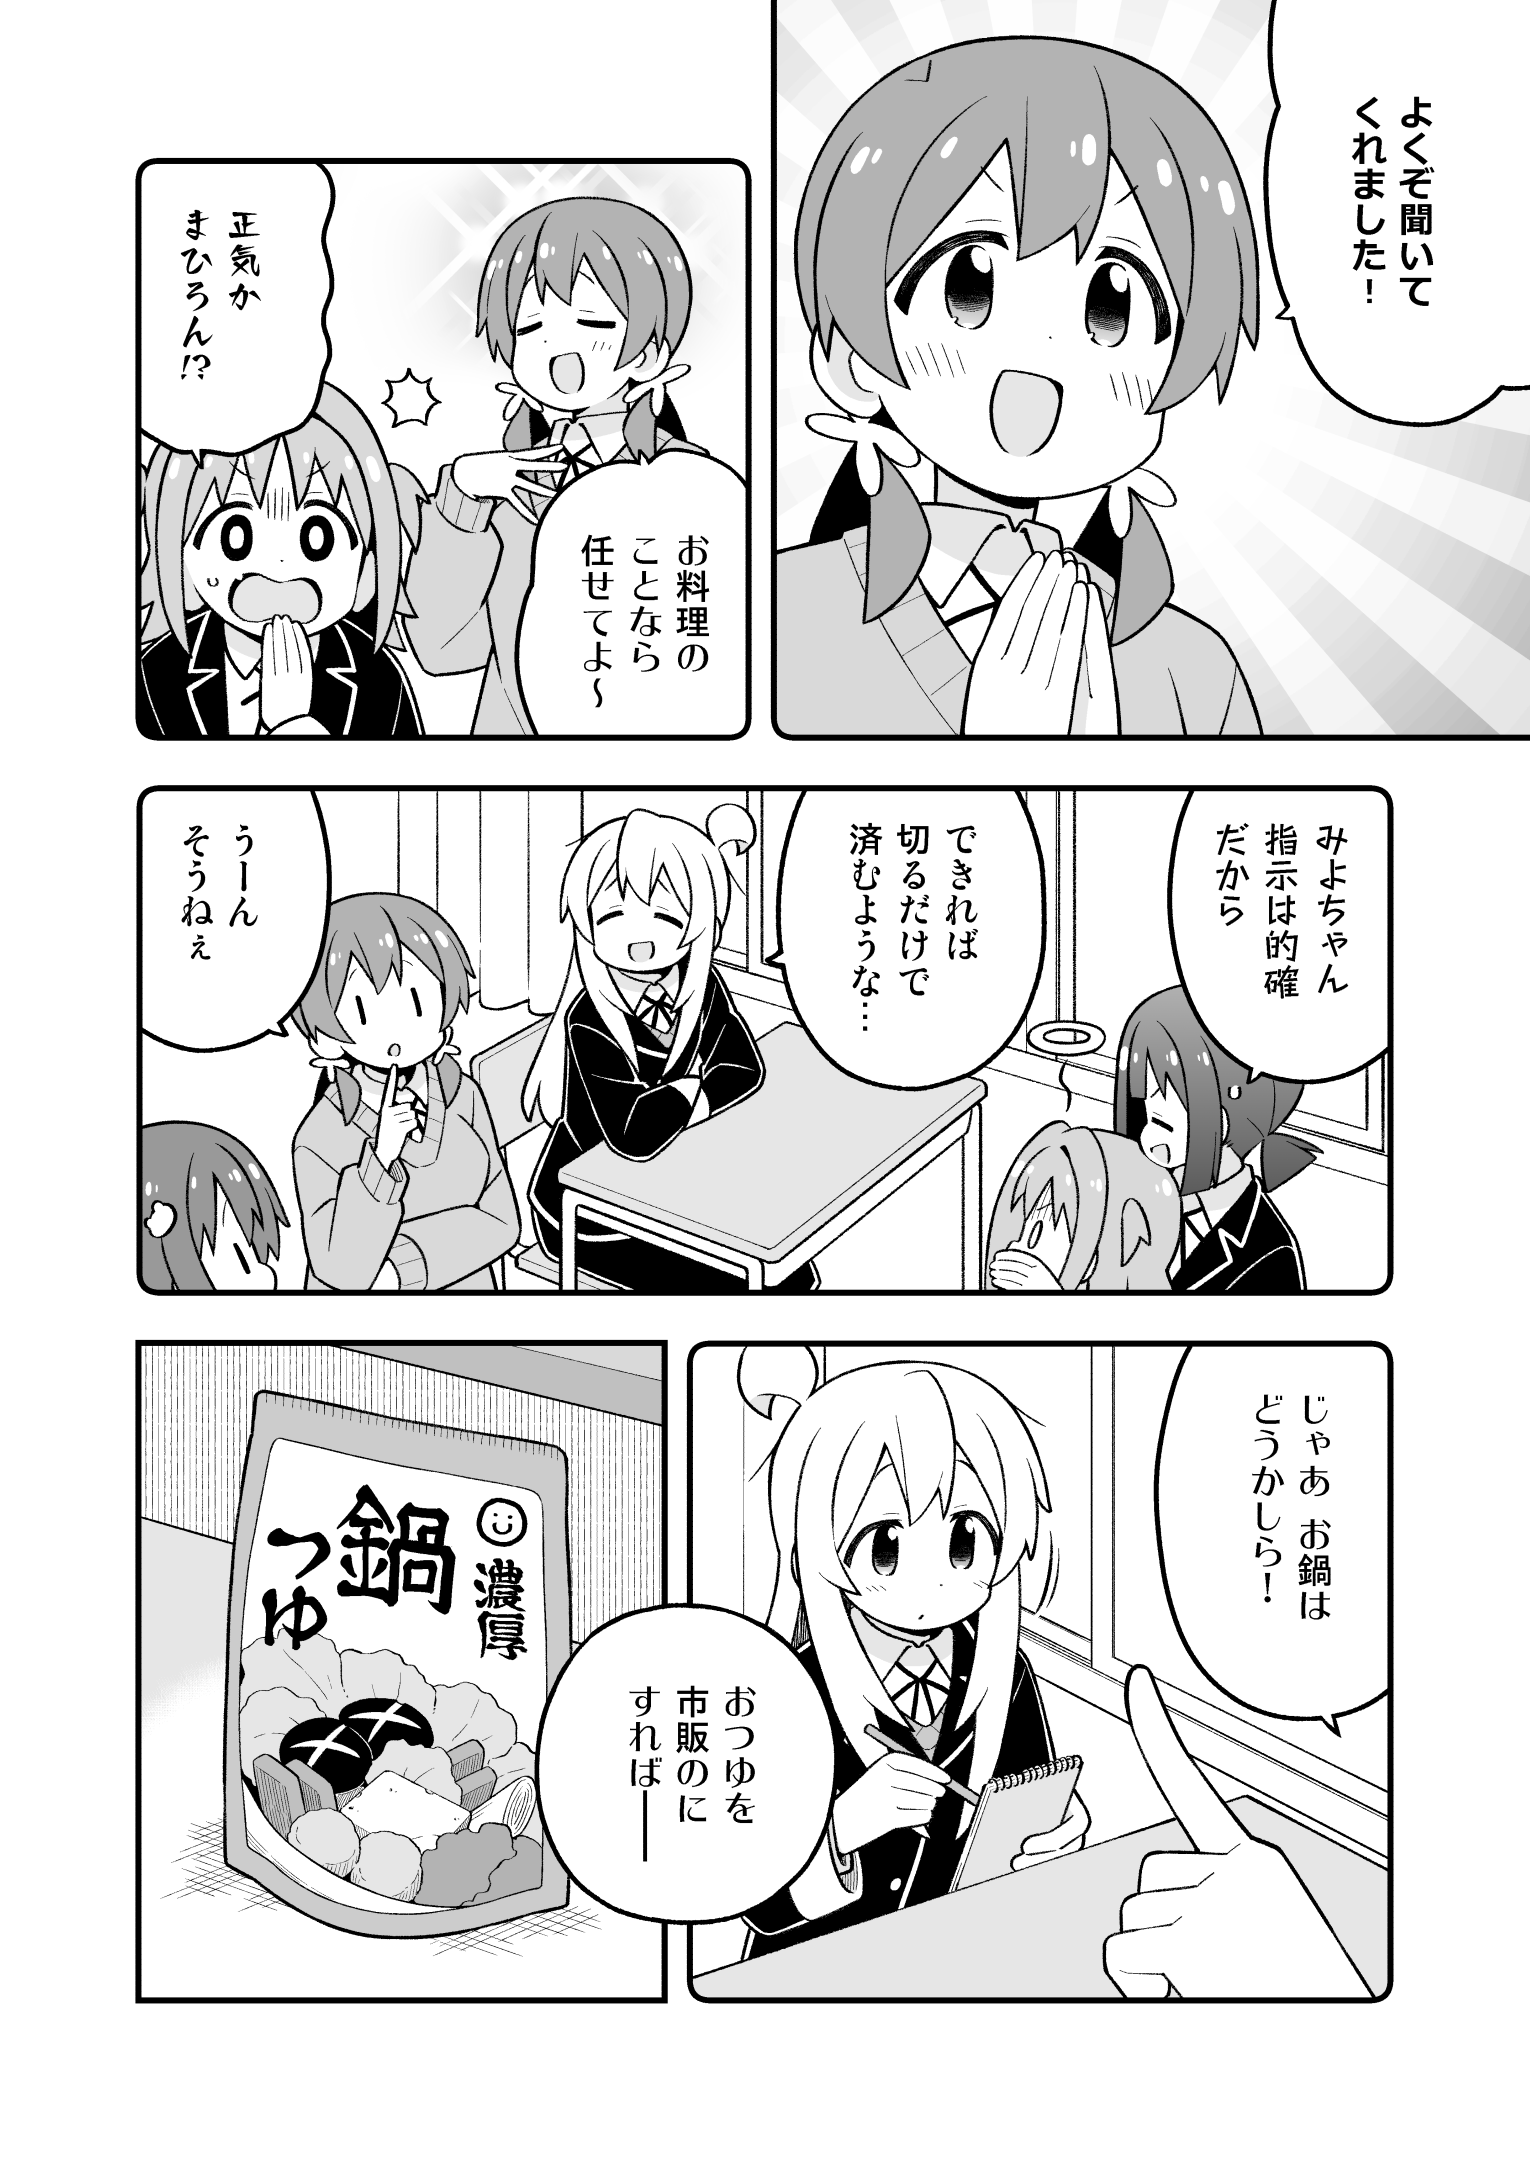 よくぞ聞いて
くれました!
お料理の
ことなら
任せてよ〜
正気か
まひろん!?
みよちゃん
指示は的確
だから
できれば
切るだけで
済むような…
うーん
そうねぇ
じゃあ お鍋は
どうかしら!
おつゆを
市販のに
すれば――
濃厚
鍋
つゆ